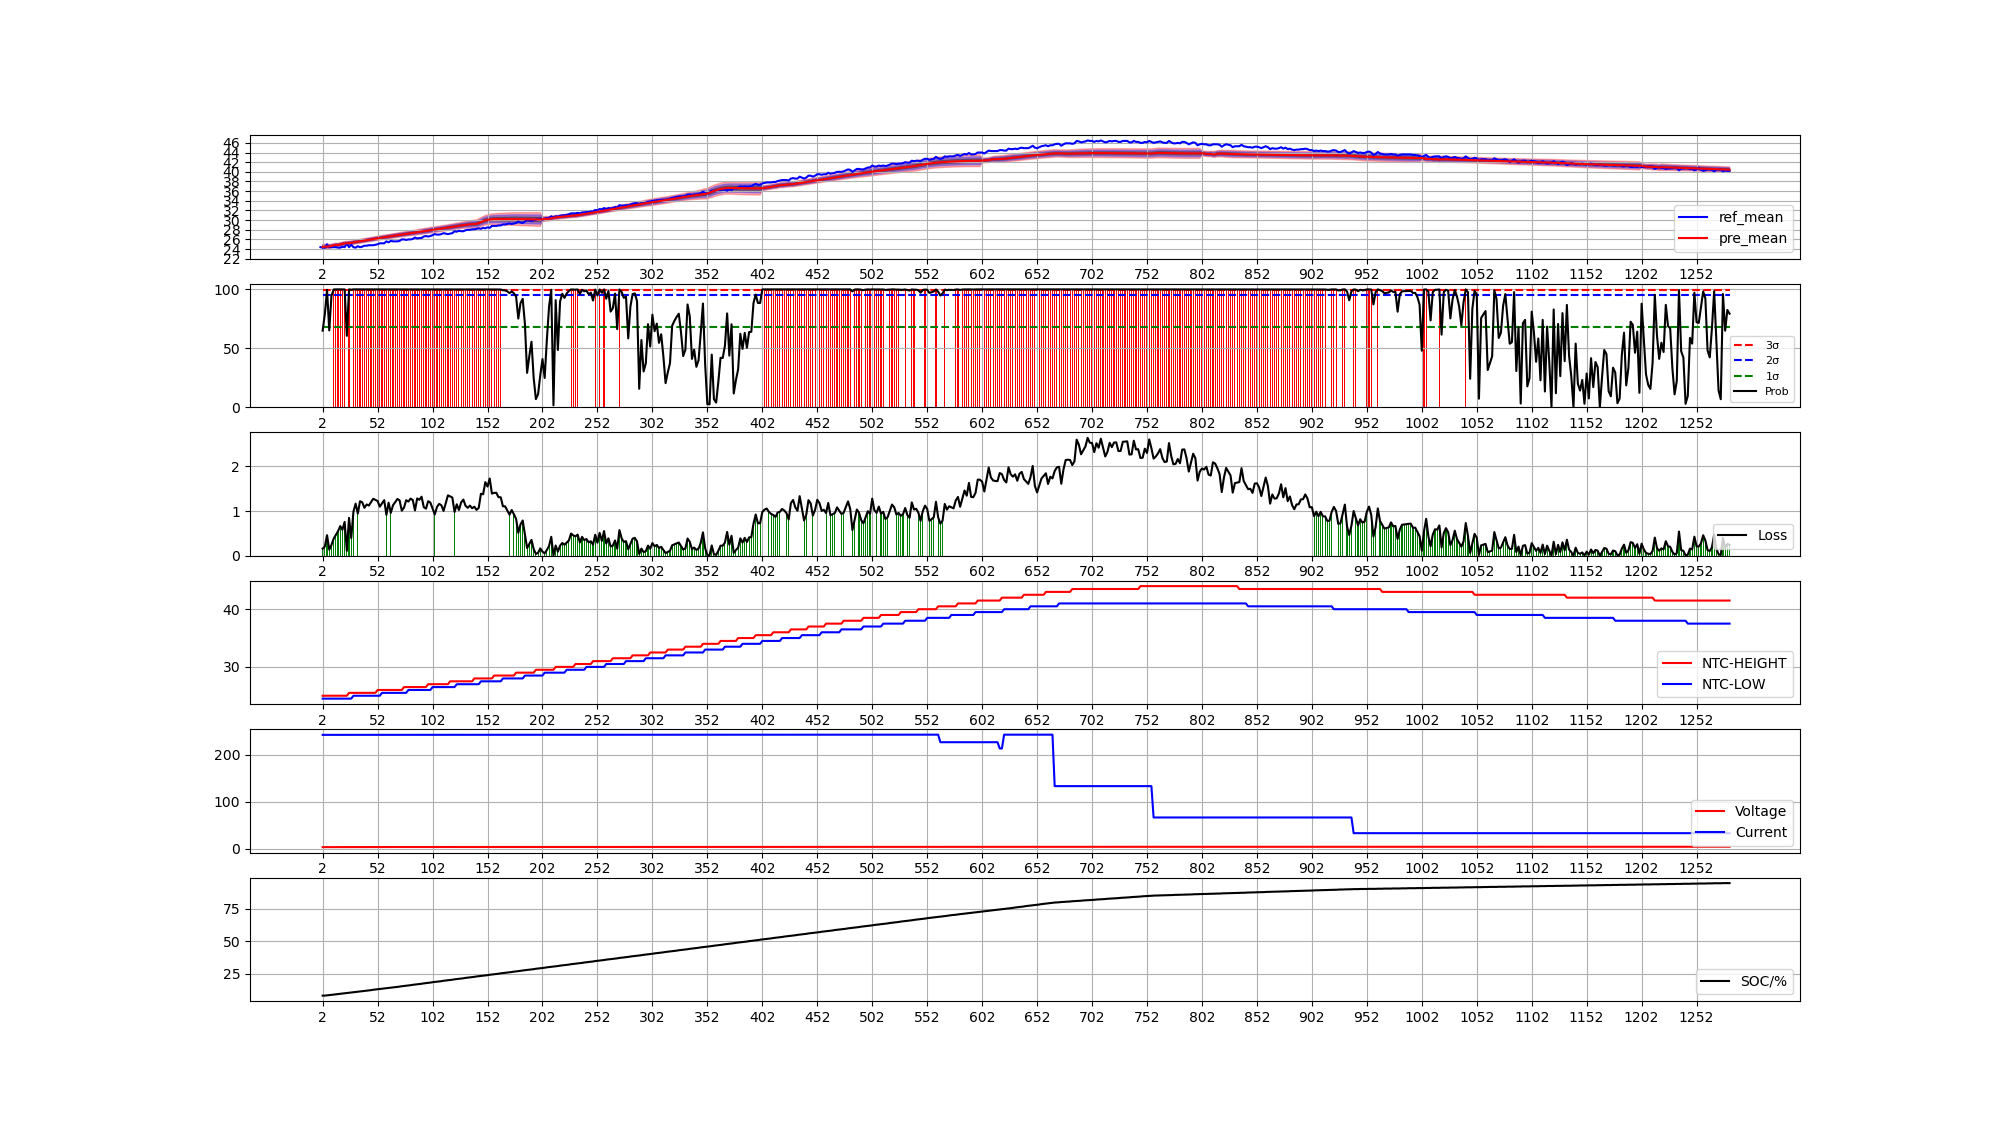 46
44
42
40
38
36
34
32
30
28
26
24
22
ref_mean
pre_mean
2 52 102 152 202 252 302 352 402 452 502 552 602 652 702 752 802 852 902 952 1002 1052 1102 1152 1202 1252
100
50
0
3σ
2σ
1σ
Prob
2 52 102 152 202 252 302 352 402 452 502 552 602 652 702 752 802 852 902 952 1002 1052 1102 1152 1202 1252
2
1
0
Loss
2 52 102 152 202 252 302 352 402 452 502 552 602 652 702 752 802 852 902 952 1002 1052 1102 1152 1202 1252
40
30
NTC-HEIGHT
NTC-LOW
2 52 102 152 202 252 302 352 402 452 502 552 602 652 702 752 802 852 902 952 1002 1052 1102 1152 1202 1252
200
100
0
Voltage
Current
2 52 102 152 202 252 302 352 402 452 502 552 602 652 702 752 802 852 902 952 1002 1052 1102 1152 1202 1252
75
50
25
SOC/%
2 52 102 152 202 252 302 352 402 452 502 552 602 652 702 752 802 852 902 952 1002 1052 1102 1152 1202 1252